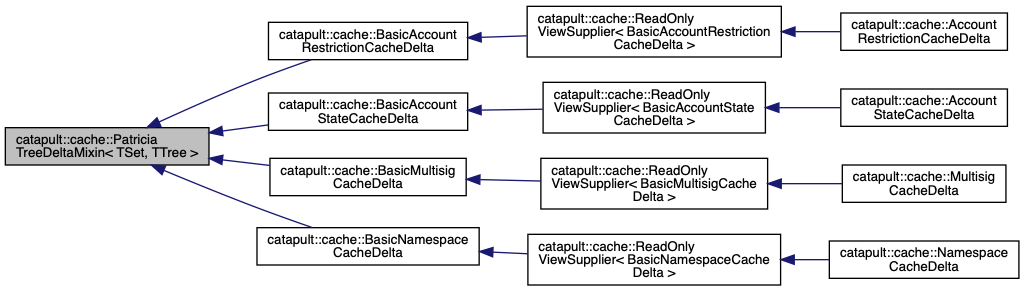 catapult::cache::Patricia
TreeDeltaMixin< TSet, TTree >
catapult::cache::BasicAccount
RestrictionCacheDelta
catapult::cache::ReadOnly
ViewSupplier< BasicAccountRestriction
CacheDelta >
catapult::cache::Account
RestrictionCacheDelta
catapult::cache::BasicAccount
StateCacheDelta
catapult::cache::ReadOnly
ViewSupplier< BasicAccountState
CacheDelta >
catapult::cache::Account
StateCacheDelta
catapult::cache::BasicMultisig
CacheDelta
catapult::cache::ReadOnly
ViewSupplier< BasicMultisigCache
Delta >
catapult::cache::Multisig
CacheDelta
catapult::cache::BasicNamespace
CacheDelta
catapult::cache::ReadOnly
ViewSupplier< BasicNamespaceCache
Delta >
catapult::cache::Namespace
CacheDelta